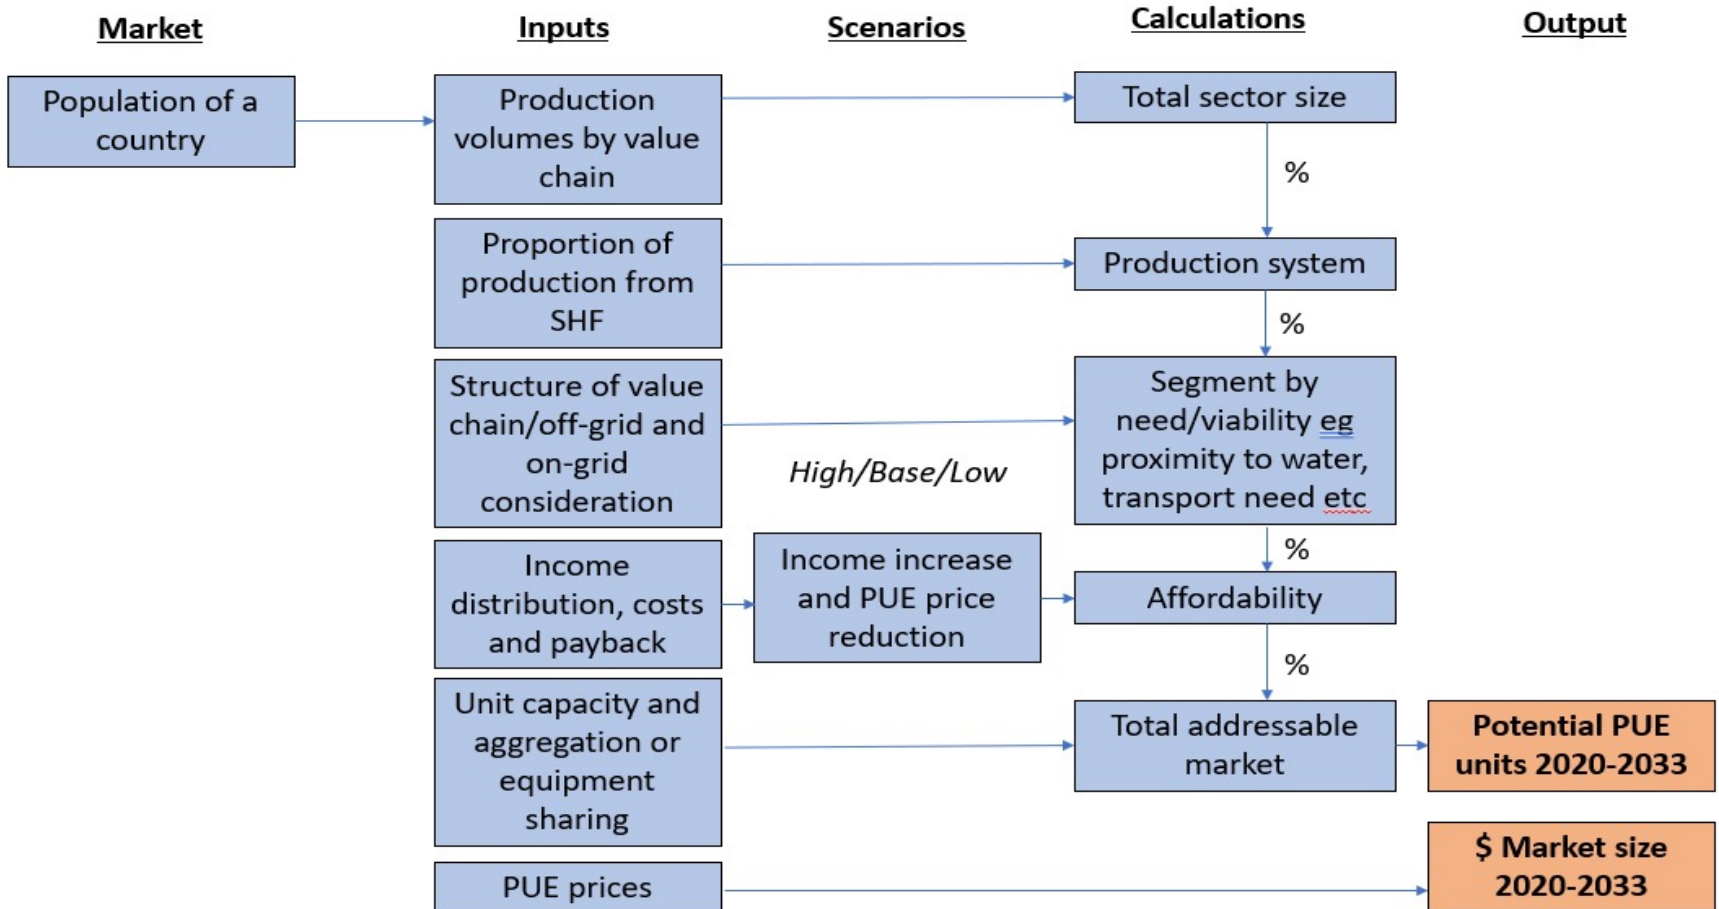 Market
Inputs
Scenarios
Calculations
Output
Population of a
country
Production
volumes by value
chain
Total sector size
%
Proportion of
production from
SHF
Production system
%
Structure of value
chain/off-grid and
on-grid
consideration
High/Base/Low
Segment by
need/viability eg
proximity to water,
transport need etc
%
Income
distribution, costs
and payback
Income increase
and PUE price
reduction
Affordability
%
Unit capacity and
aggregation or
equipment
sharing
Total addressable
market
Potential PUE
units 2020-2033
PUE prices
$ Market size
2020-2033